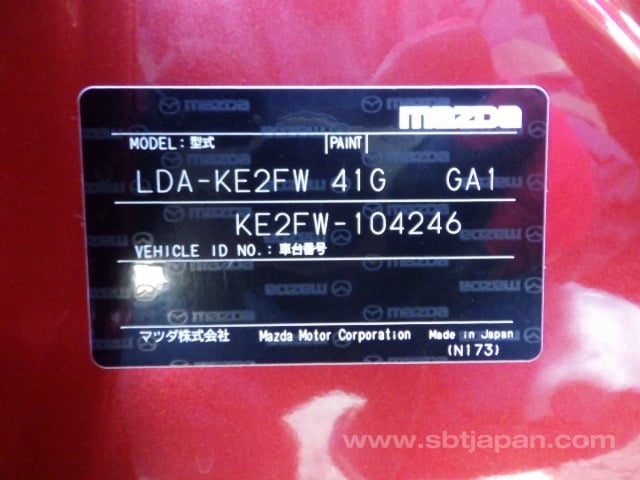 mazda
MODEL: 型式 PAINT
LDA-KE2FW 41G GA1
KE2FW-104246
VEHICLE ID NO.: 車台番号
マツダ株式会社 Mazda Motor Corporation Made in Japan
(N173)
www.sbtjapan.com